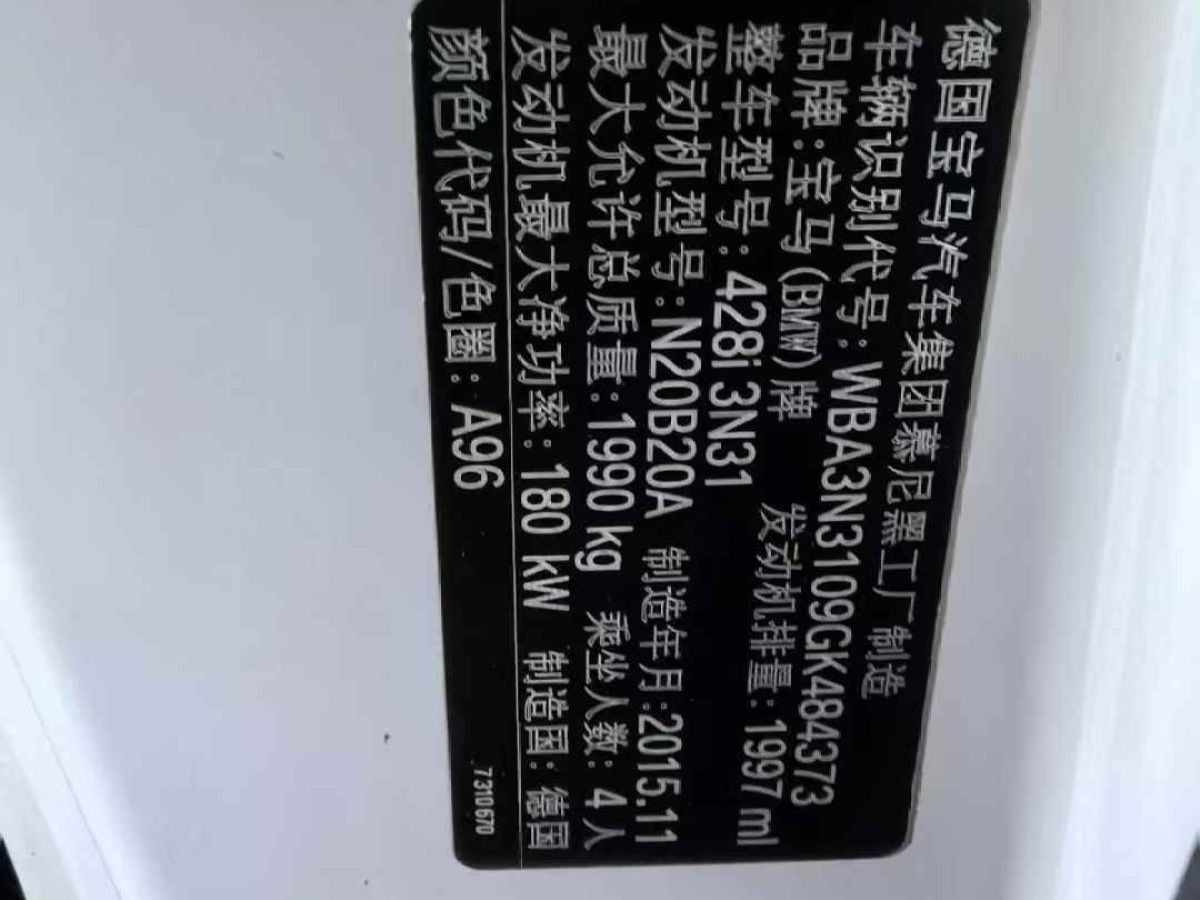 德国宝马汽车集团慕尼黑工厂制造
车辆识别代号：WBA3N3109GK484373
品牌：宝马(BMW)牌 发动机排量：1997 ml
整车型号：428i 3N31
发动机型号：N20B20A 制造年月：2015.11
最大允许总质量：1990 kg 乘坐人数：4人
发动机最大净功率：180 kW 制造国：德国
颜色代码/色圈：A96 7310670